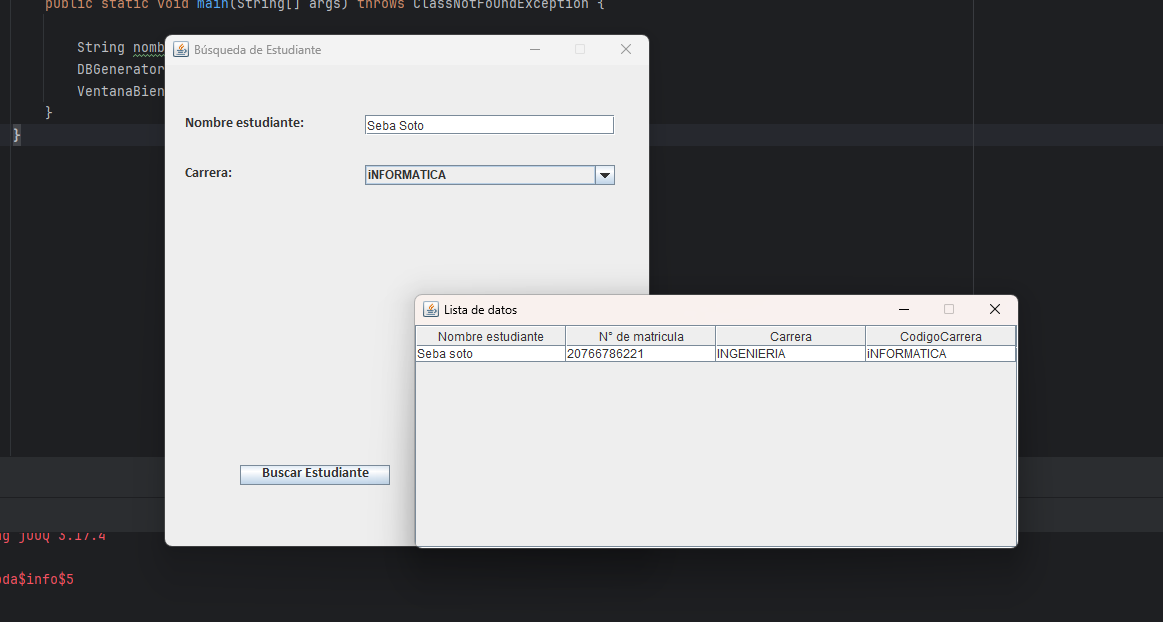 public static void main(String[] args) throws ClassNotFoundException {
String nomb
DBGenerator
VentanaBien
}
}
Búsqueda de Estudiante
Nombre estudiante:
Seba Soto
Carrera:
iNFORMATICA
Buscar Estudiante
Lista de datos
Nombre estudiante N° de matricula Carrera CodigoCarrera
Seba soto 20766786221 INGENIERIA iNFORMATICA
g jOOQ 3.17.4
da$info$5